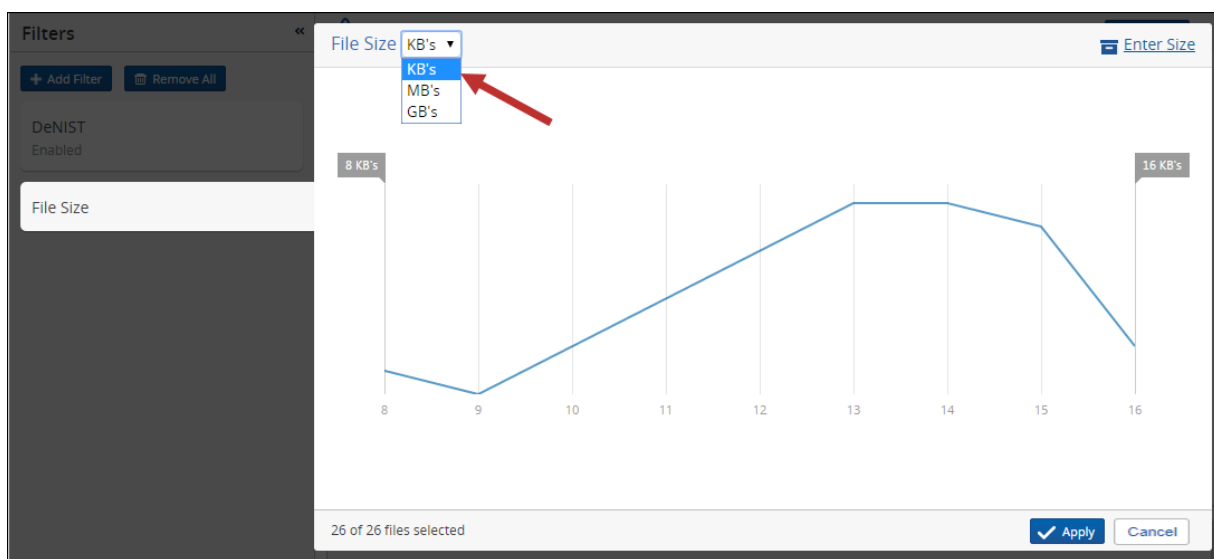 Filters «
+ Add Filter Remove All
DeNIST
Enabled
File Size
File Size KB's ▼
Enter Size
KB's
MB's
GB's
8 KB's
16 KB's
8 9 10 11 12 13 14 15 16
26 of 26 files selected
Apply Cancel